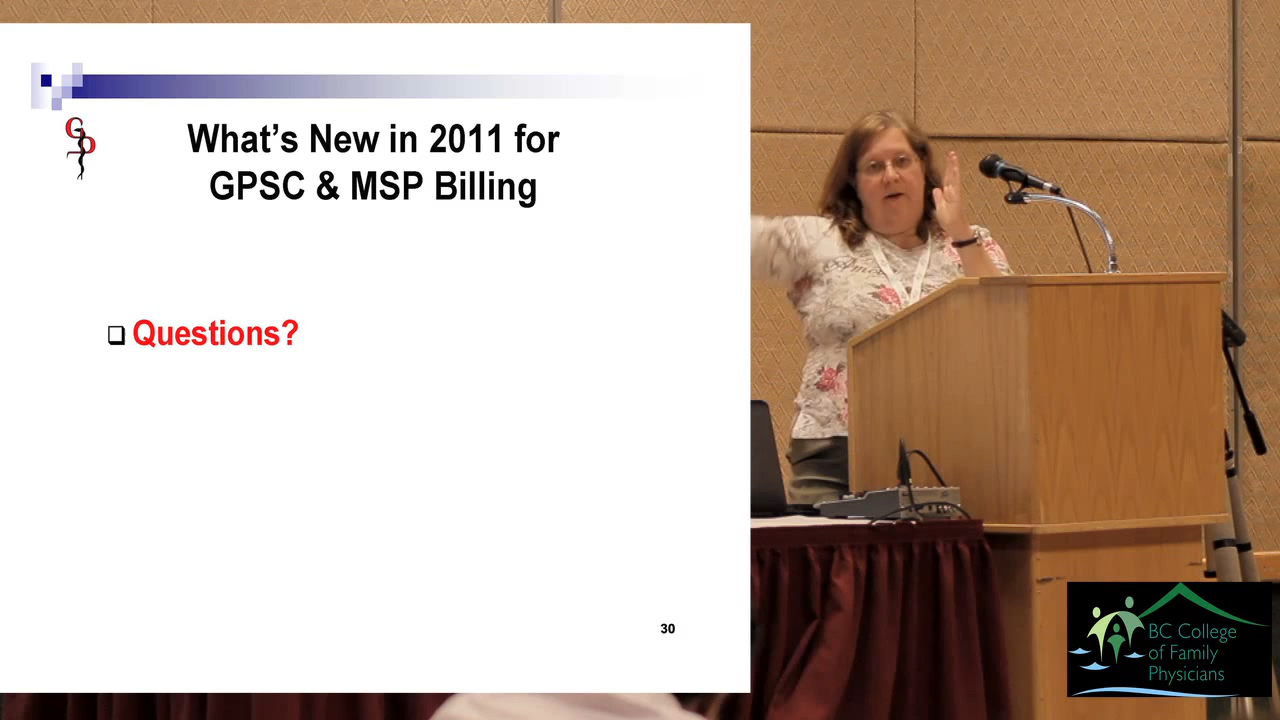 What's New in 2011 for
GPSC & MSP Billing
❑ Questions?
30
BC College
of Family
Physicians